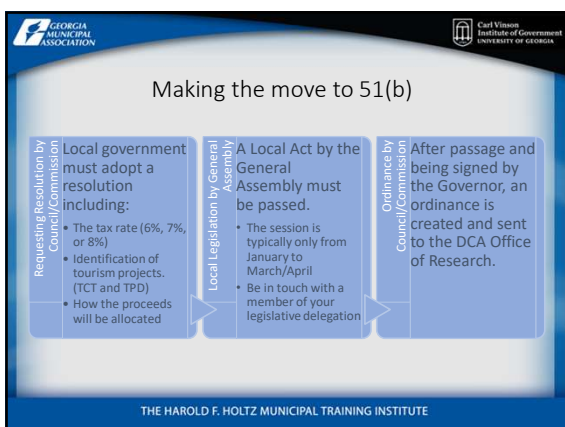 GEORGIA
MUNICIPAL
ASSOCIATION
Carl Vinson
Institute of Government
UNIVERSITY OF GEORGIA
Making the move to 51(b)
Requesting Resolution by
Council/Commission
Local government
must adopt a
resolution
including:
• The tax rate (6%, 7%,
or 8%)
• Identification of
tourism projects.
(TCT and TPD)
• How the proceeds
will be allocated
Local Legislation by General
Assembly
A Local Act by the
General
Assembly must
be passed.
• The session is
typically only from
January to
March/April
• Be in touch with a
member of your
legislative delegation
Ordinance by
Council/Commission
After passage and
being signed by
the Governor, an
ordinance is
created and sent
to the DCA Office
of Research.
THE HAROLD F. HOLTZ MUNICIPAL TRAINING INSTITUTE